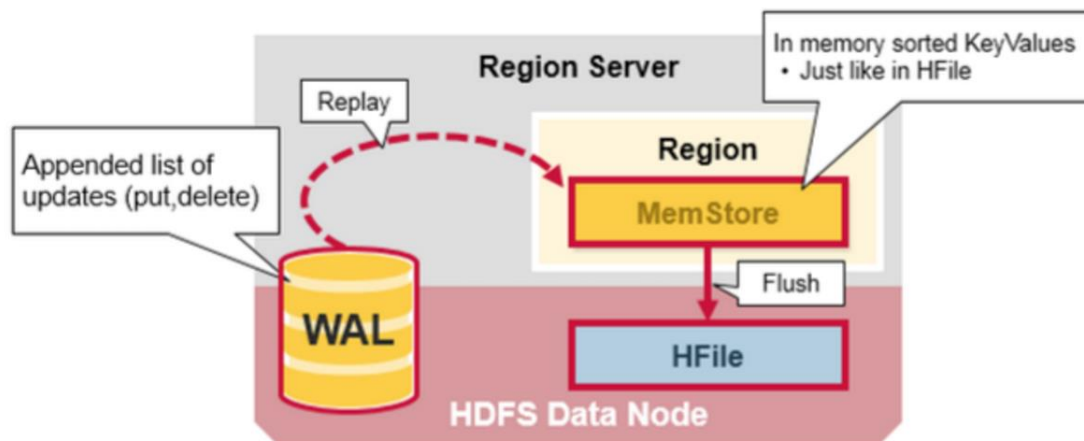 In memory sorted KeyValues
• Just like in HFile
Region Server
Replay
Appended list of
updates (put,delete)
Region
MemStore
Flush
WAL
HFile
HDFS Data Node